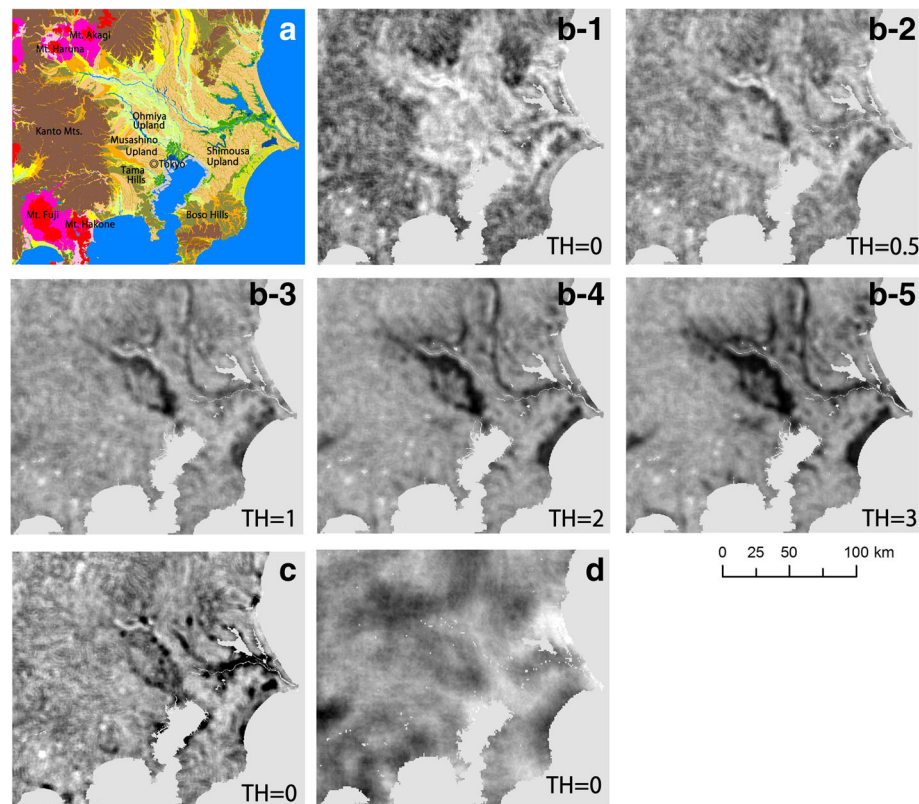 a
Mt. Akagi
Mt. Haruna
Kanto Mts.
Ohmiya
Upland
Musashino
Upland
Shimousa
Upland
Tokyo
Tama
Hills
Mt. Fuji
Mt. Hakone
Boso Hills
b-1
TH=0
b-2
TH=0.5
b-3
TH=1
b-4
TH=2
b-5
TH=3
0 25 50 100 km
c
TH=0
d
TH=0